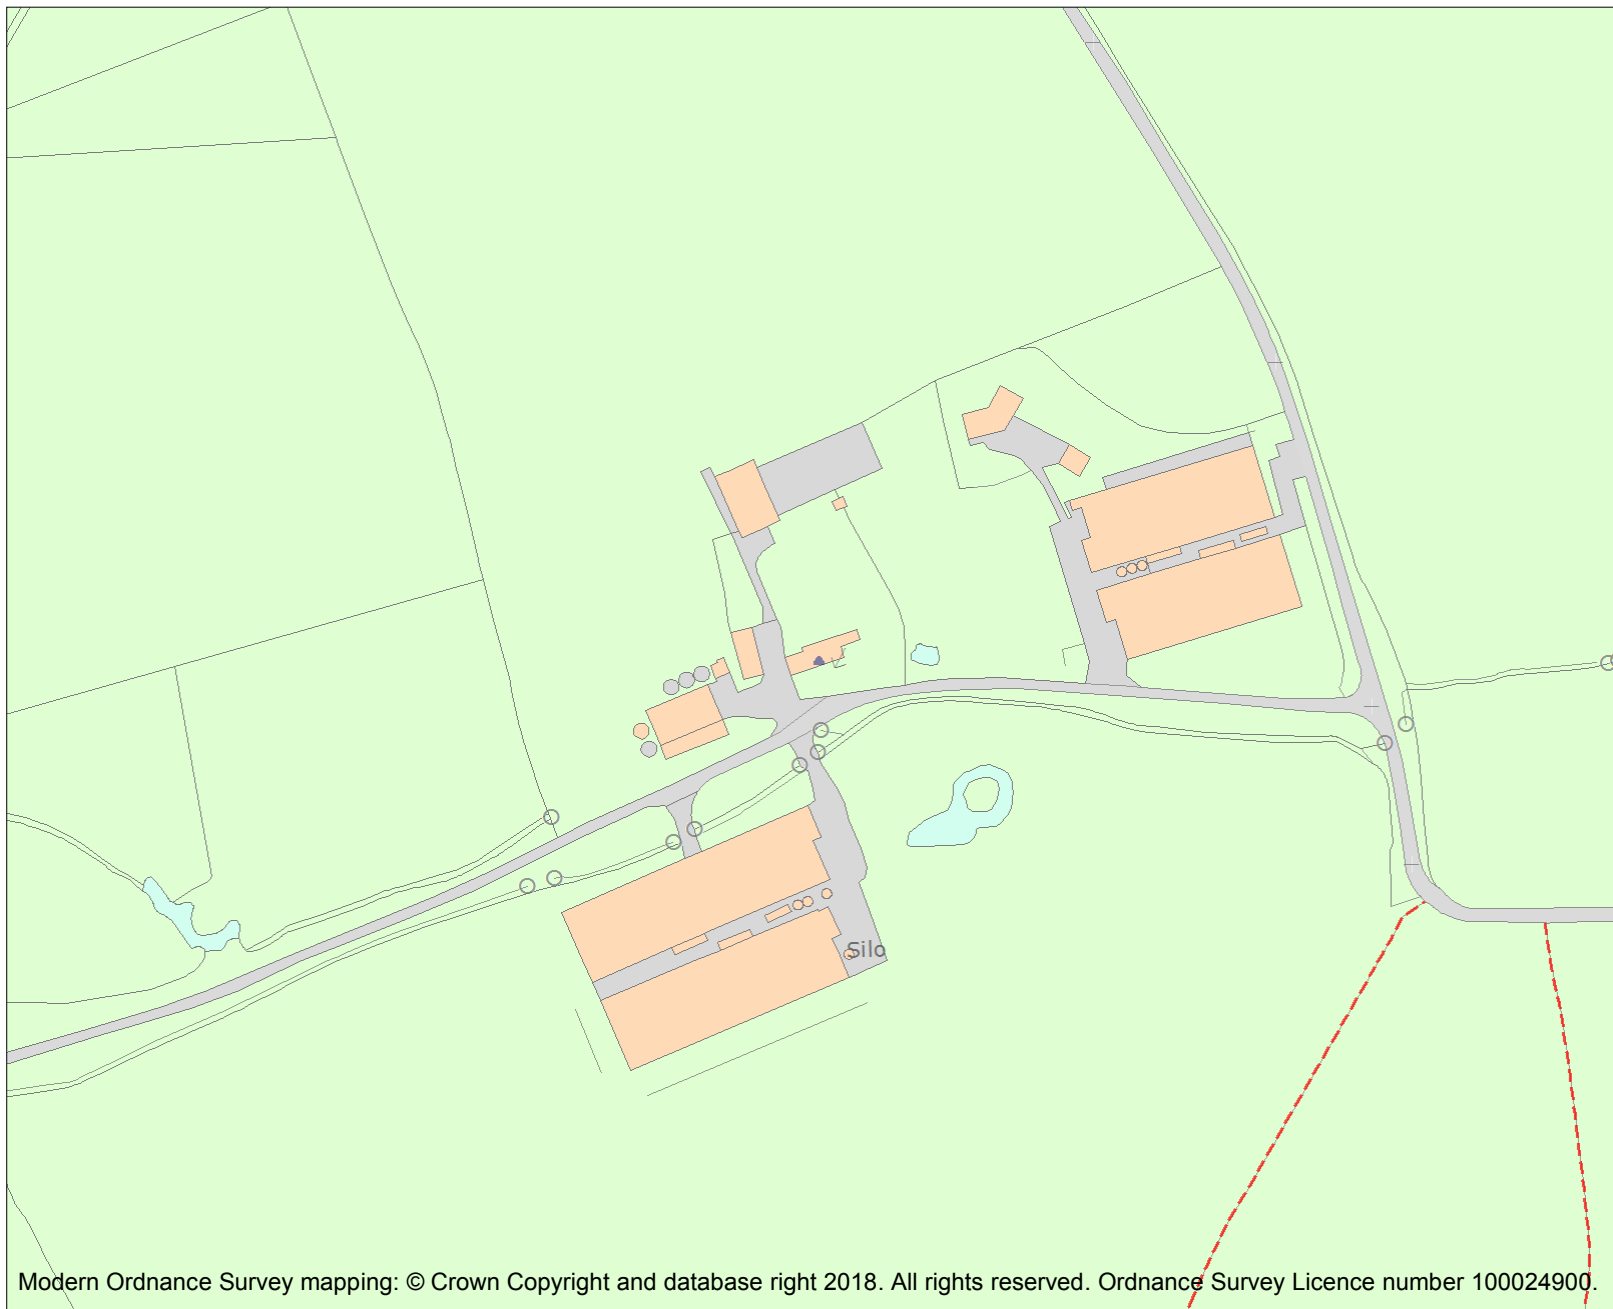 Silo
Modern Ordnance Survey mapping: © Crown Copyright and database right 2018. All rights reserved. Ordnance Survey Licence number 100024900.